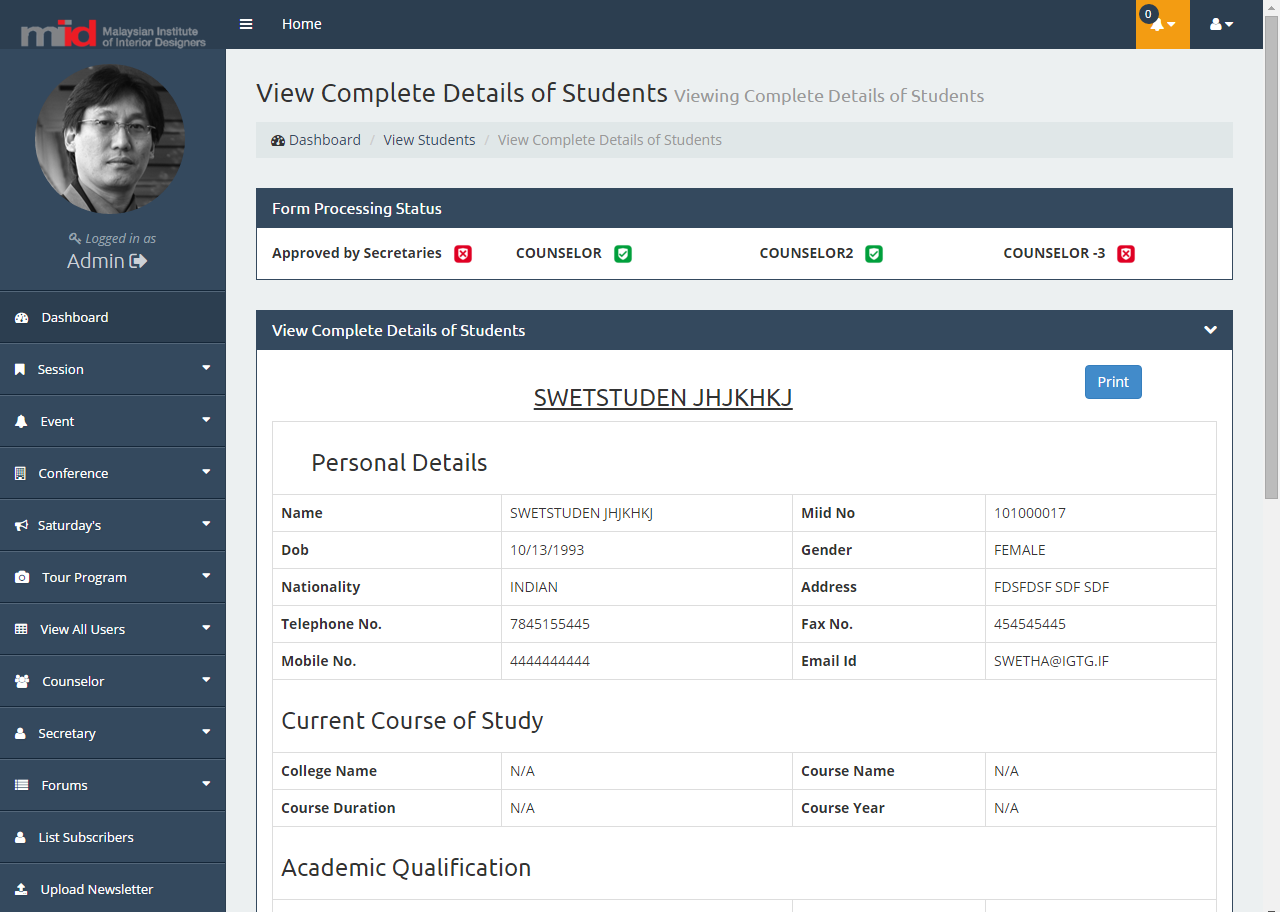 miid Malaysian Institute
of Interior Designers
Home
0
Logged in as
Admin
Dashboard
Session
Event
Conference
Saturday's
Tour Program
View All Users
Counselor
Secretary
Forums
List Subscribers
Upload Newsletter
View Complete Details of Students Viewing Complete Details of Students
Dashboard / View Students / View Complete Details of Students
Form Processing Status
Approved by Secretaries COUNSELOR COUNSELOR2 COUNSELOR -3
View Complete Details of Students
Print
SWETSTUDEN JHJKHKJ
Personal Details
Name SWETSTUDEN JHJKHKJ Miid No 101000017
Dob 10/13/1993 Gender FEMALE
Nationality INDIAN Address FDSFDSF SDF SDF
Telephone No. 7845155445 Fax No. 454545445
Mobile No. 4444444444 Email Id SWETHA@IGTG.IF
Current Course of Study
College Name N/A Course Name N/A
Course Duration N/A Course Year N/A
Academic Qualification